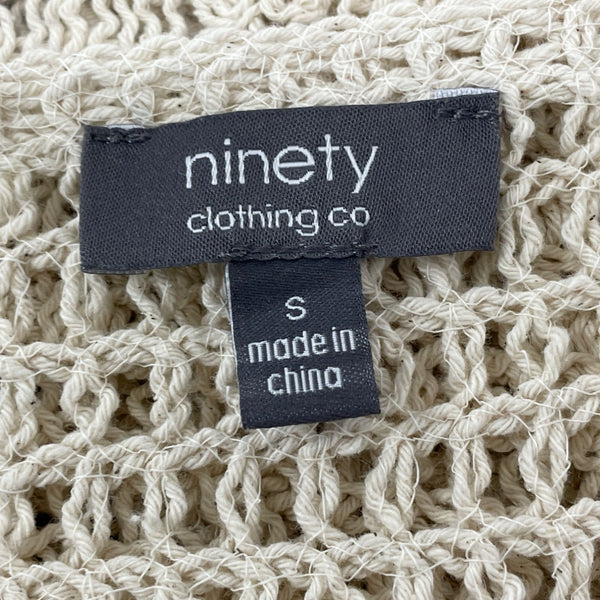 ninety
clothing co
S
made in
china